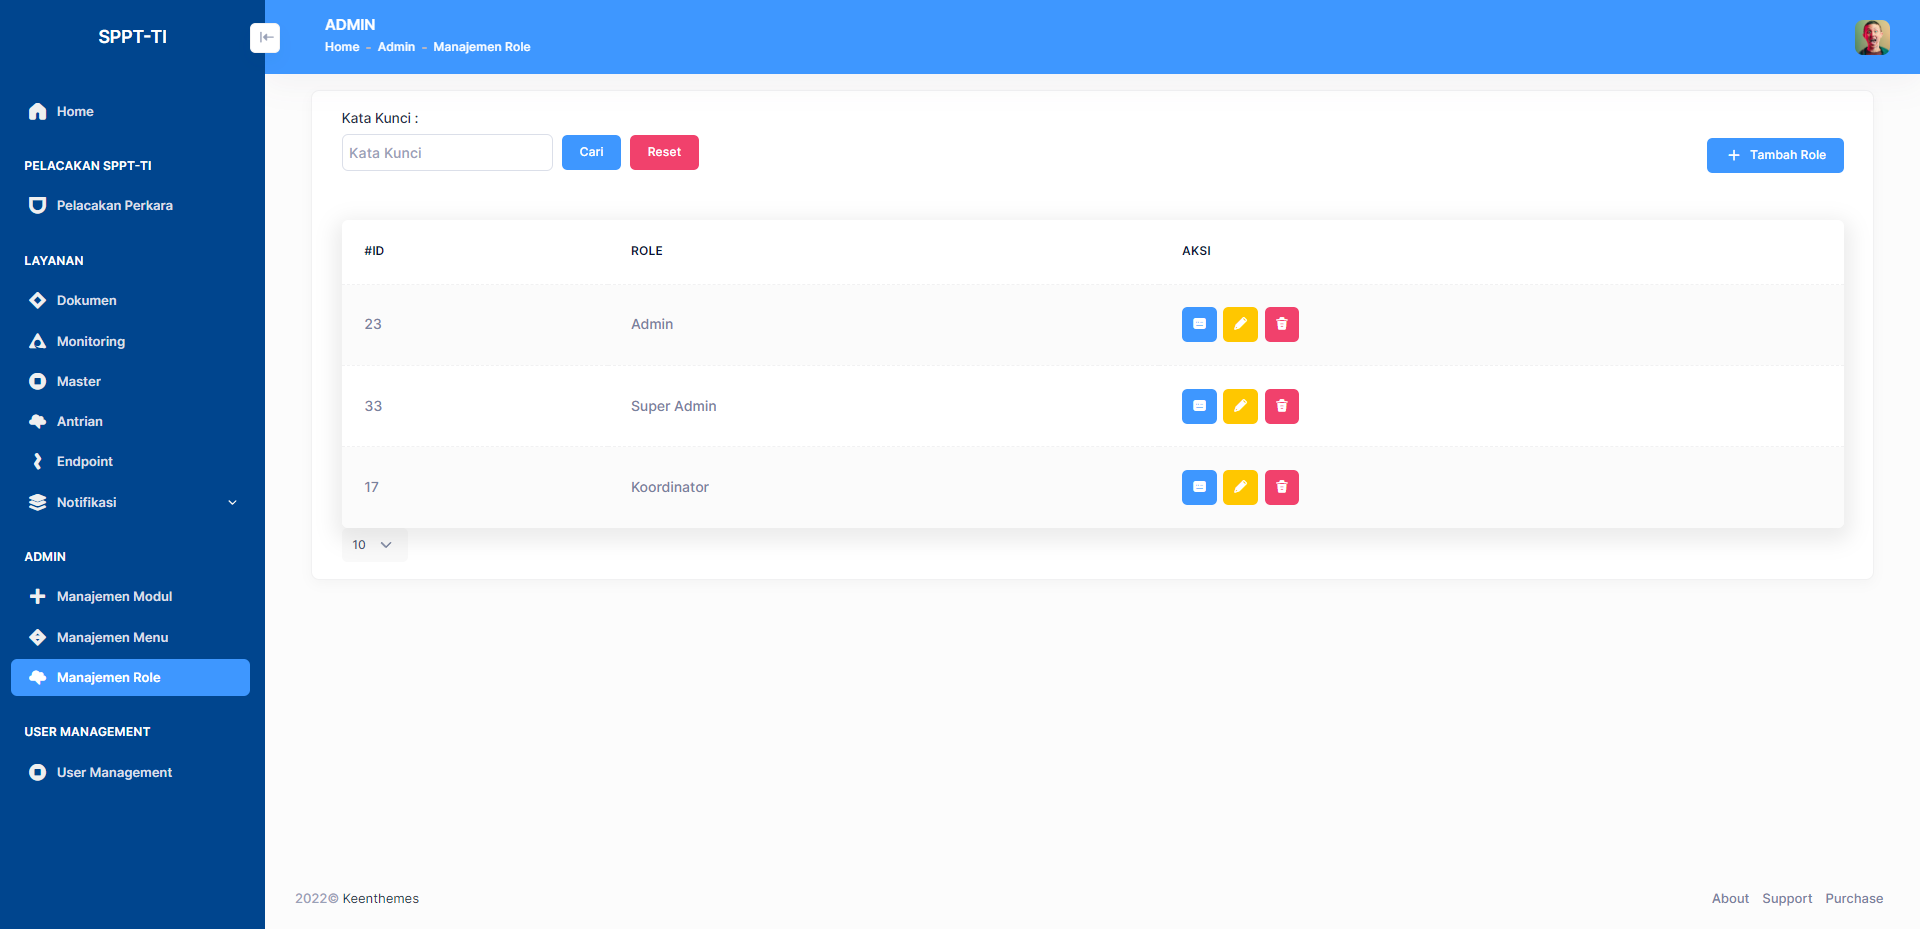 SPPT-TI
Home
PELACAKAN SPPT-TI
Pelacakan Perkara
LAYANAN
Dokumen
Monitoring
Master
Antrian
Endpoint
Notifikasi
ADMIN
Manajemen Modul
Manajemen Menu
Manajemen Role
USER MANAGEMENT
User Management
ADMIN
Home - Admin - Manajemen Role
Kata Kunci :
Kata Kunci Cari Reset
Tambah Role
#ID ROLE AKSI
23 Admin
33 Super Admin
17 Koordinator
10
2022© Keenthemes
About Support Purchase